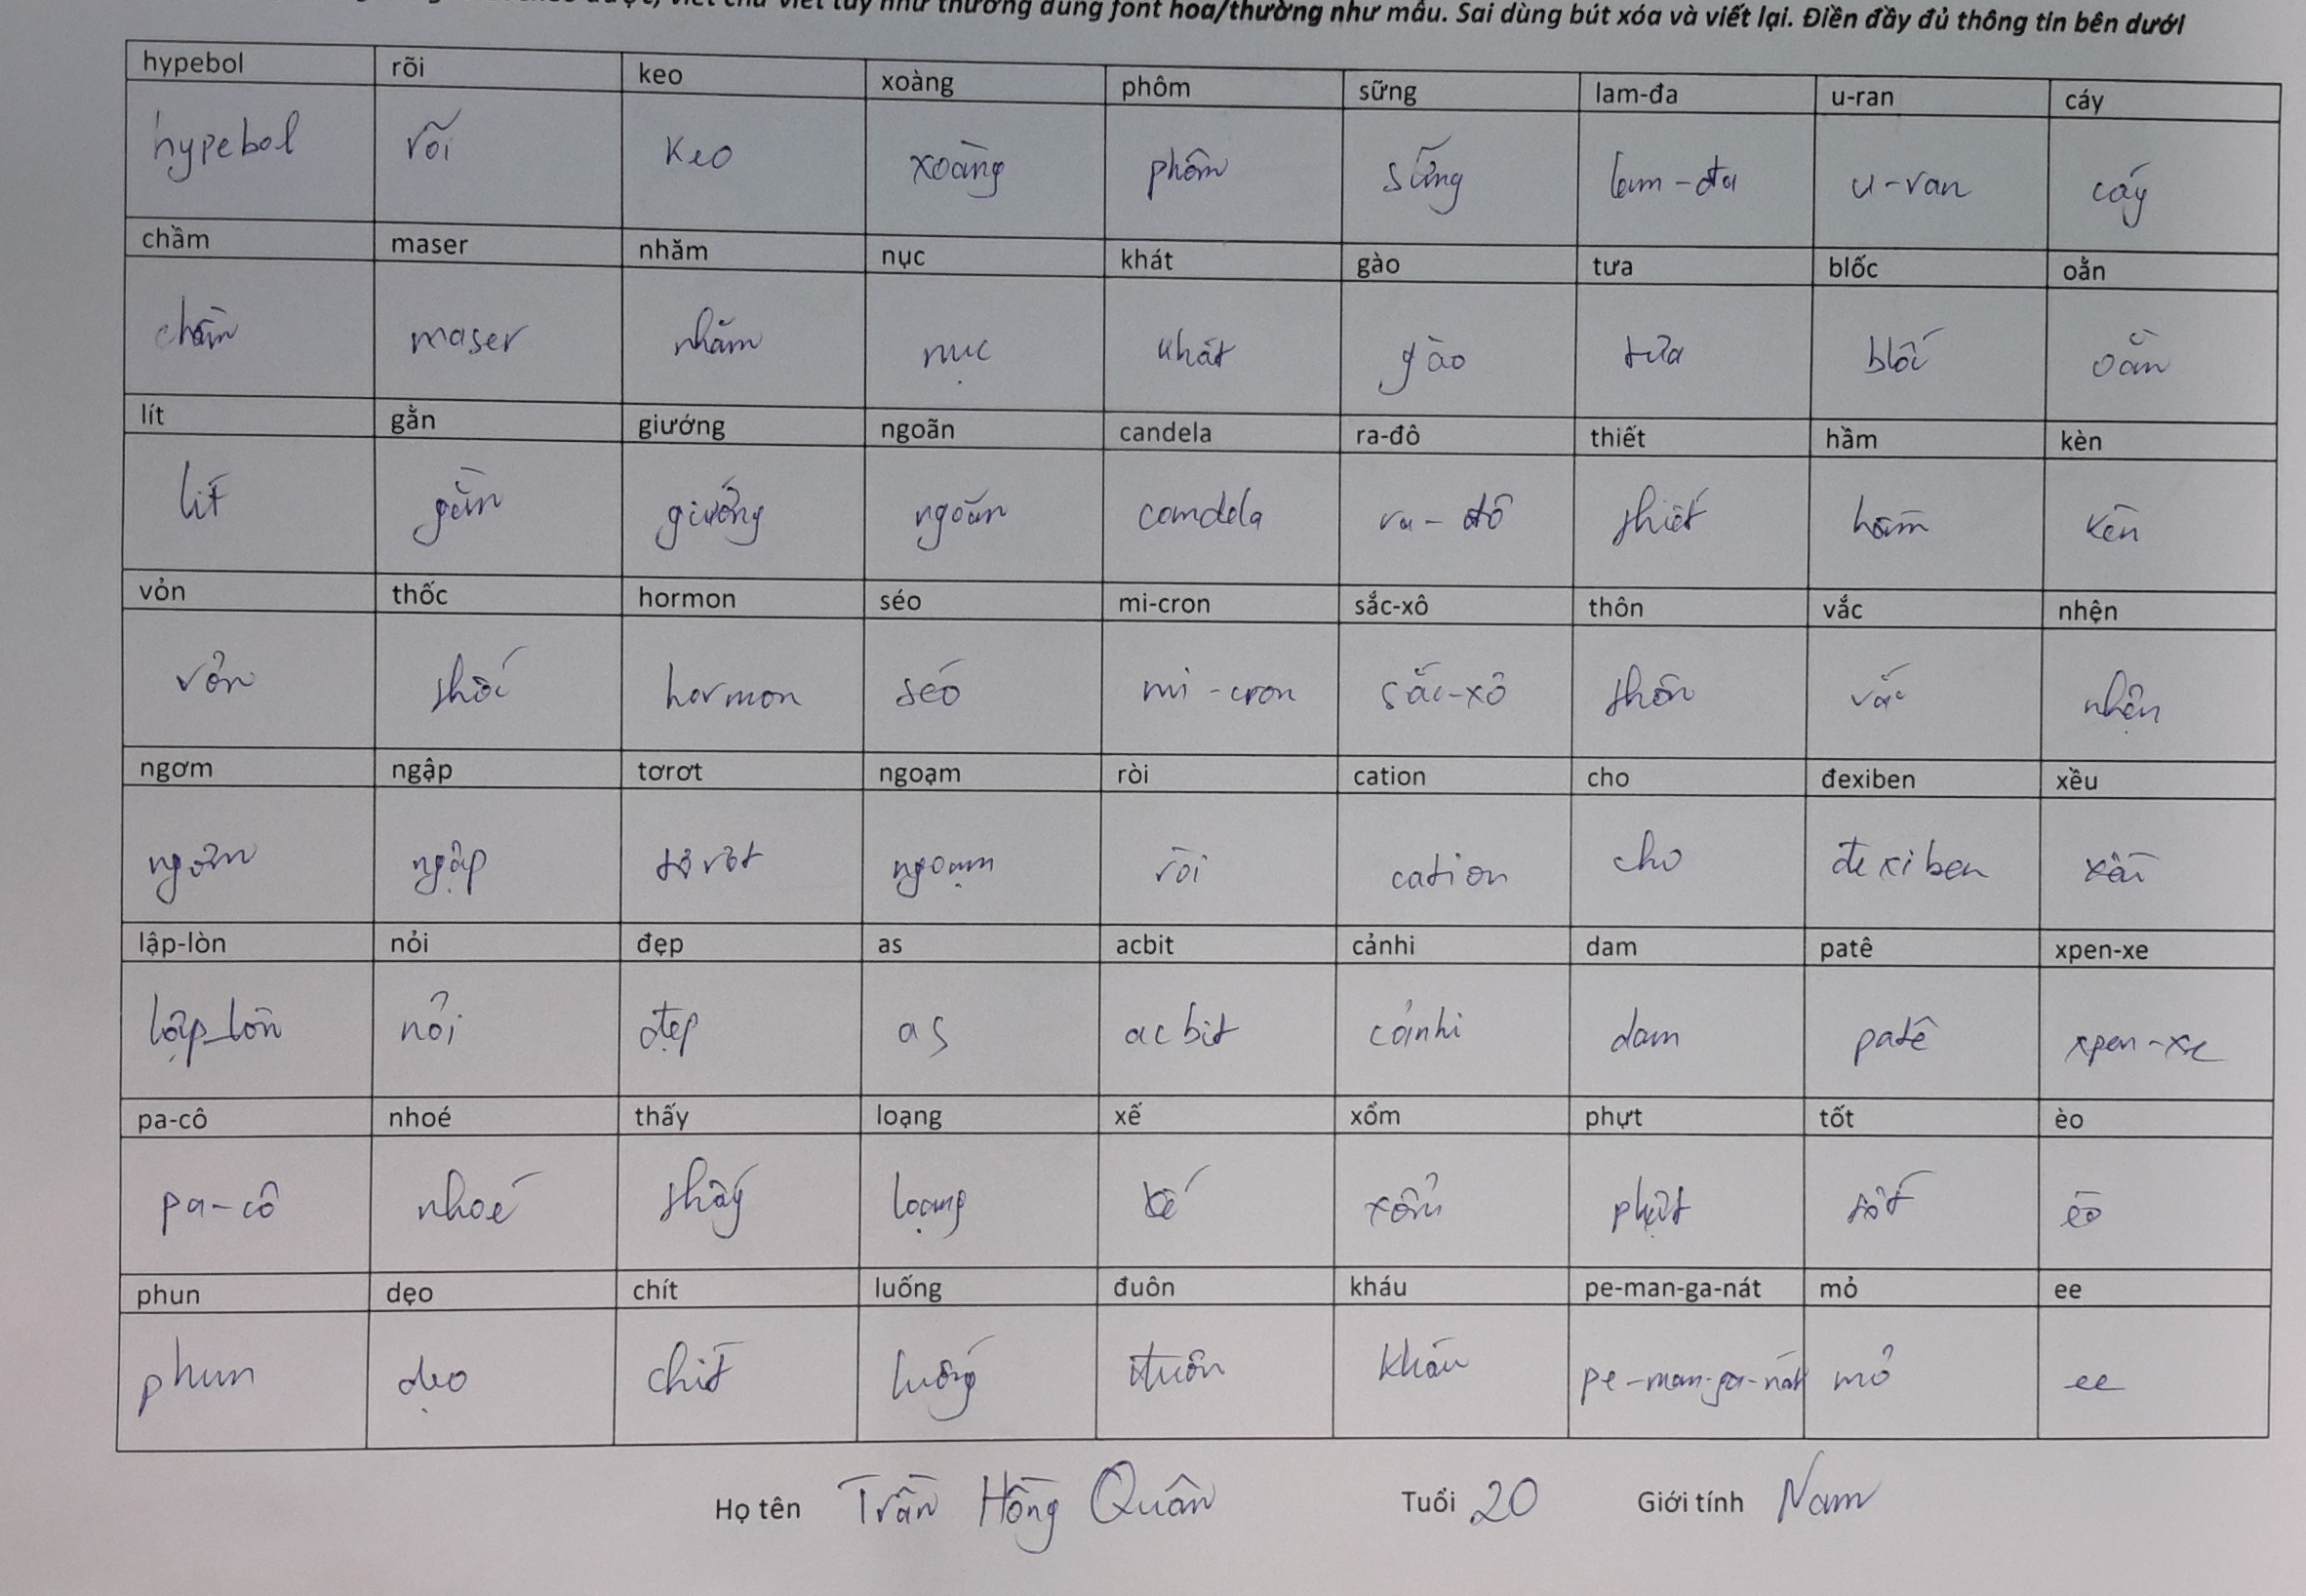 như thường dùng font hoa/thường như mẫu. Sai dùng bút xóa và viết lại. Điền đầy đủ thông tin bên dưới
hypebol rõi keo xoàng phôm sững lam-đa u-ran cáy
hypebol rõi keo xoàng phôm sững lam-đa u-ran cáy
chầm maser nhăm nục khát gào tưa blốc oằn
chầm maser nhăm nục khát gào tưa blốc oằn
lít gằn giướng ngoãn candela ra-đô thiết hầm kèn
lít gằn giướng ngoãn candela ra-đô thiết hầm kèn
vỏn thốc hormon séo mi-cron sắc-xô thôn vắc nhện
vỏn thốc hormon séo mi-cron sắc-xô thôn vắc nhện
ngơm ngập tơrơt ngoạm ròi cation cho đexiben xều
ngơm ngập tơrơt ngoạm ròi cation cho đexiben xều
lập-lòn nỏi đẹp as acbit cảnhi dam patê xpen-xe
lập-lòn nỏi đẹp as acbit cảnhi dam patê xpen-xe
pa-cô nhoé thấy loạng xế xổm phựt tốt èo
pa-cô nhoé thấy loạng xế xổm phựt tốt èo
phun dẹo chít luống đuôn kháu pe-man-ga-nát mỏ ee
phun dẹo chít luống đuôn kháu pe-man-ga-nát mỏ ee
Họ tên Trần Hồng Quân Tuổi 20 Giới tính Nam